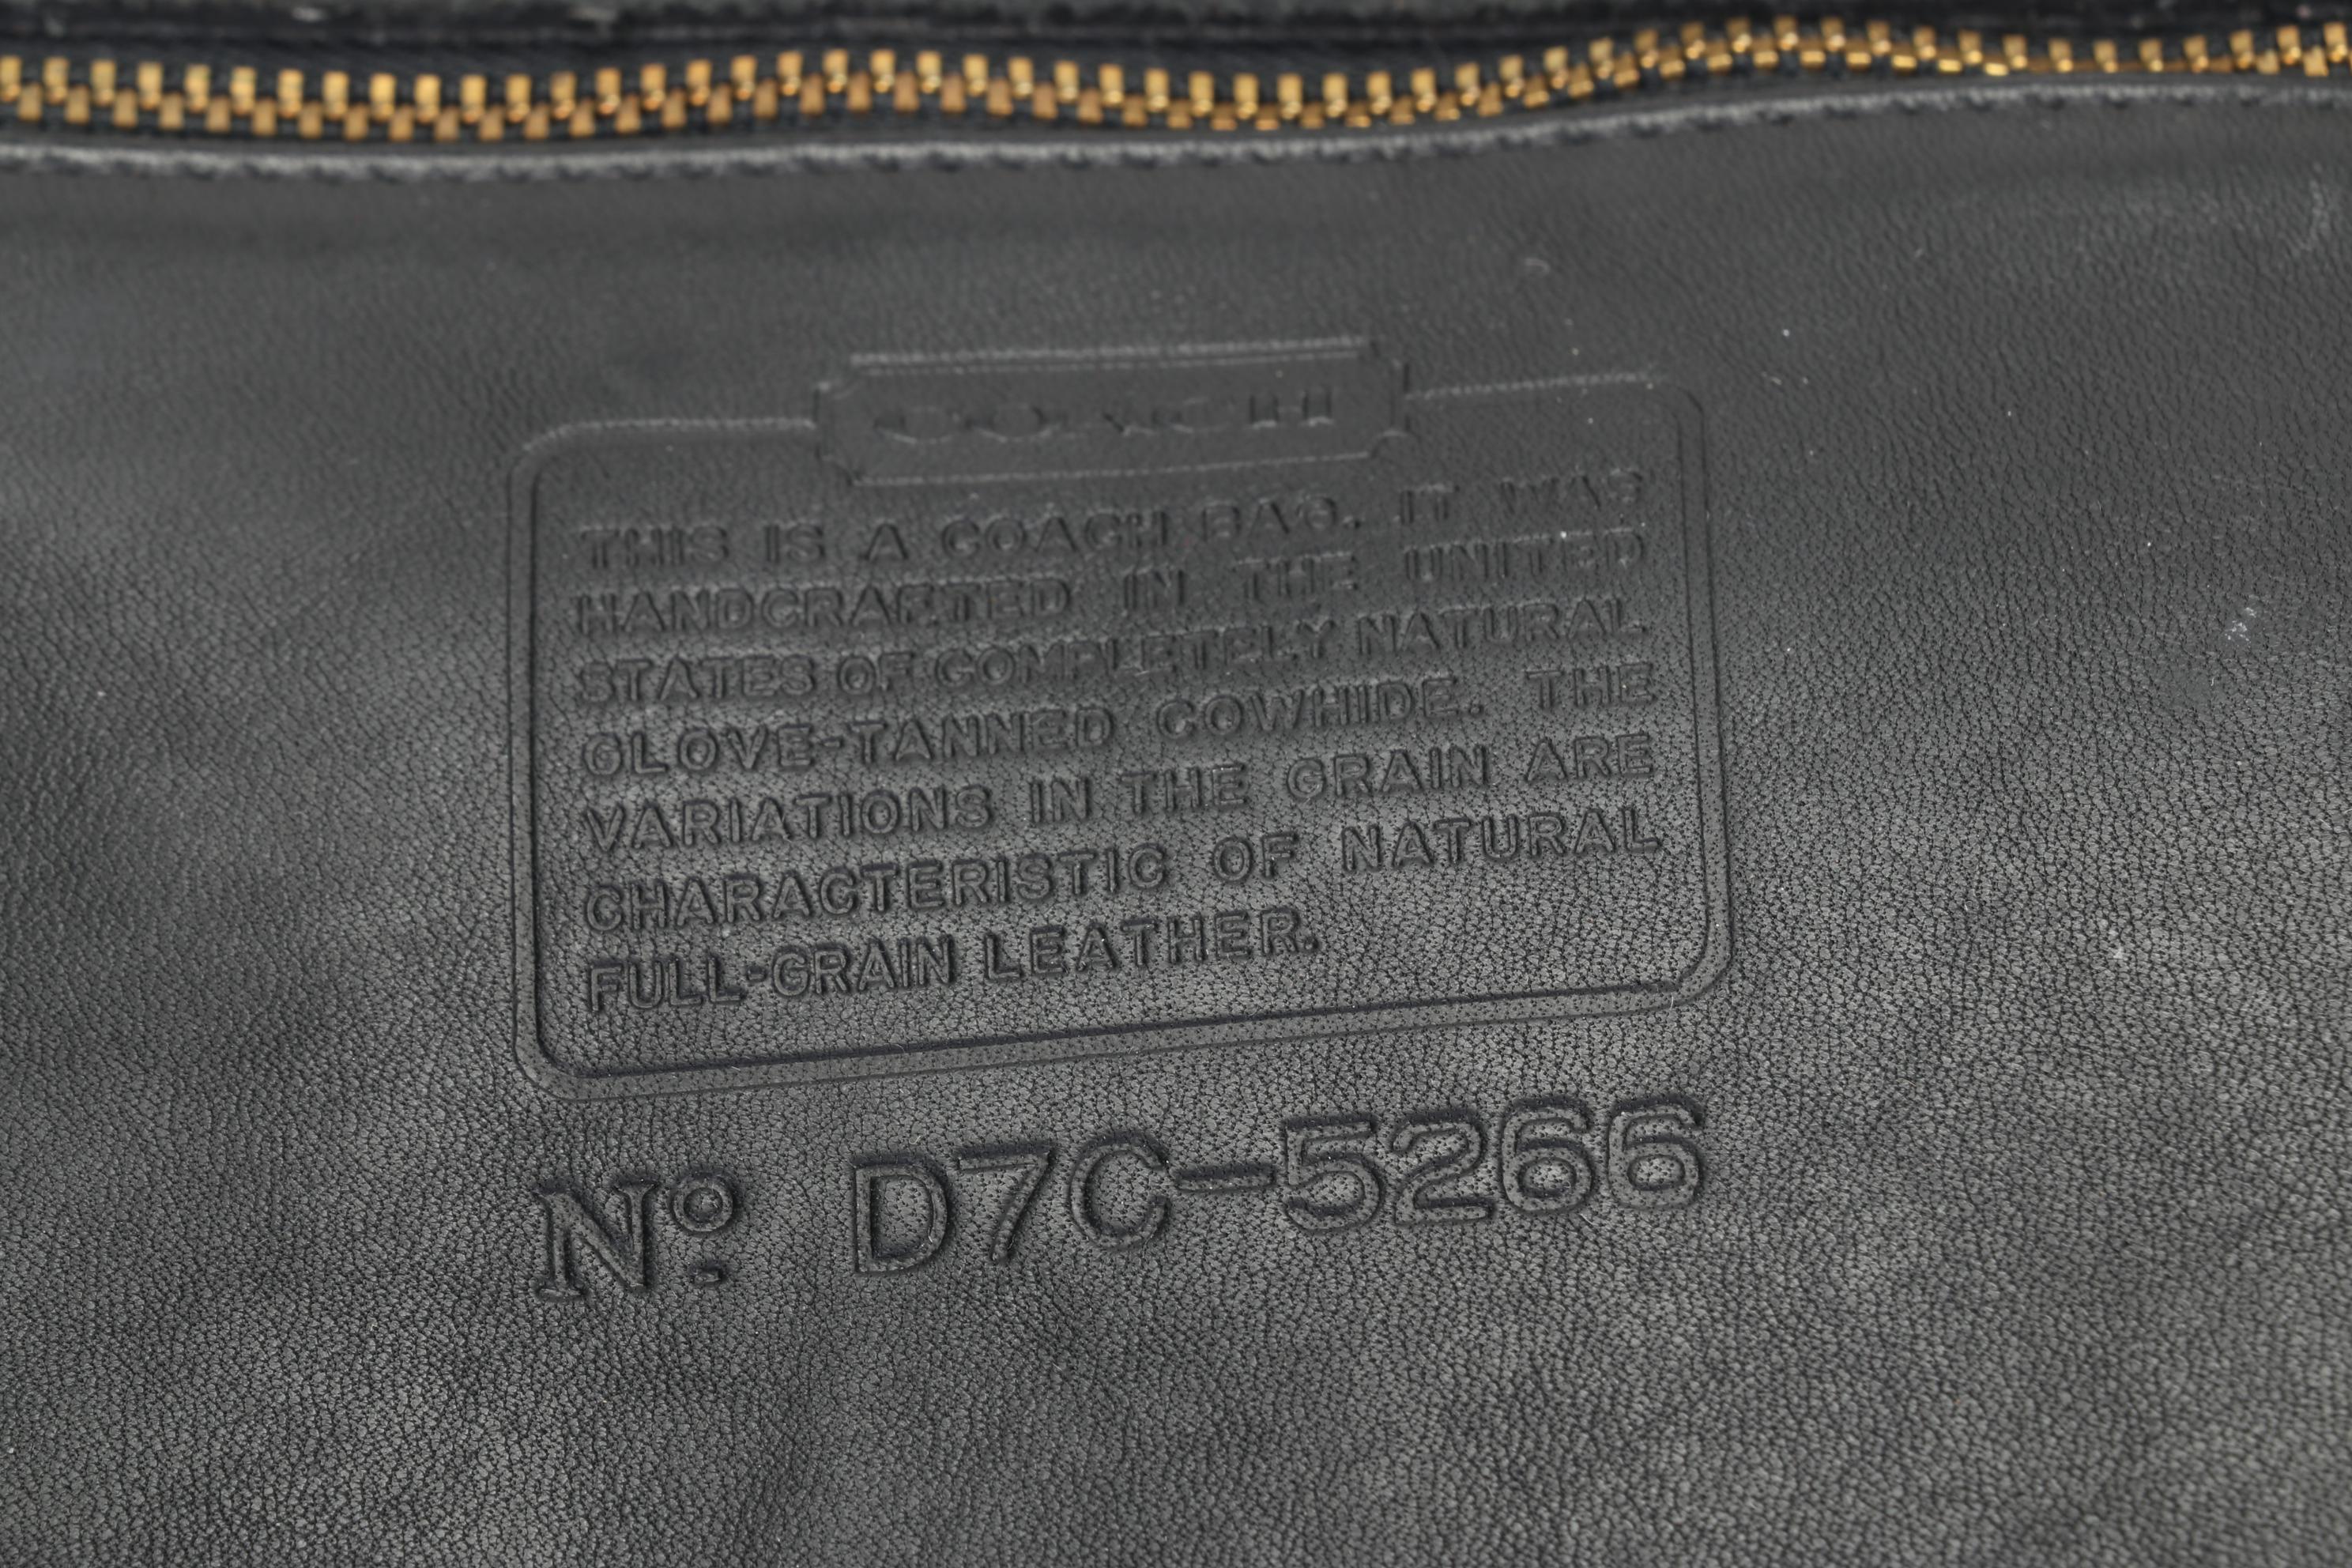 COACH
THIS IS A COACH BAG. IT WAS
HANDCRAFTED IN THE UNITED
STATES OF COMPLETELY NATURAL
GLOVE-TANNED COWHIDE. THE
VARIATIONS IN THE GRAIN ARE
CHARACTERISTIC OF NATURAL
FULL-GRAIN LEATHER.
Nº D7C-5266